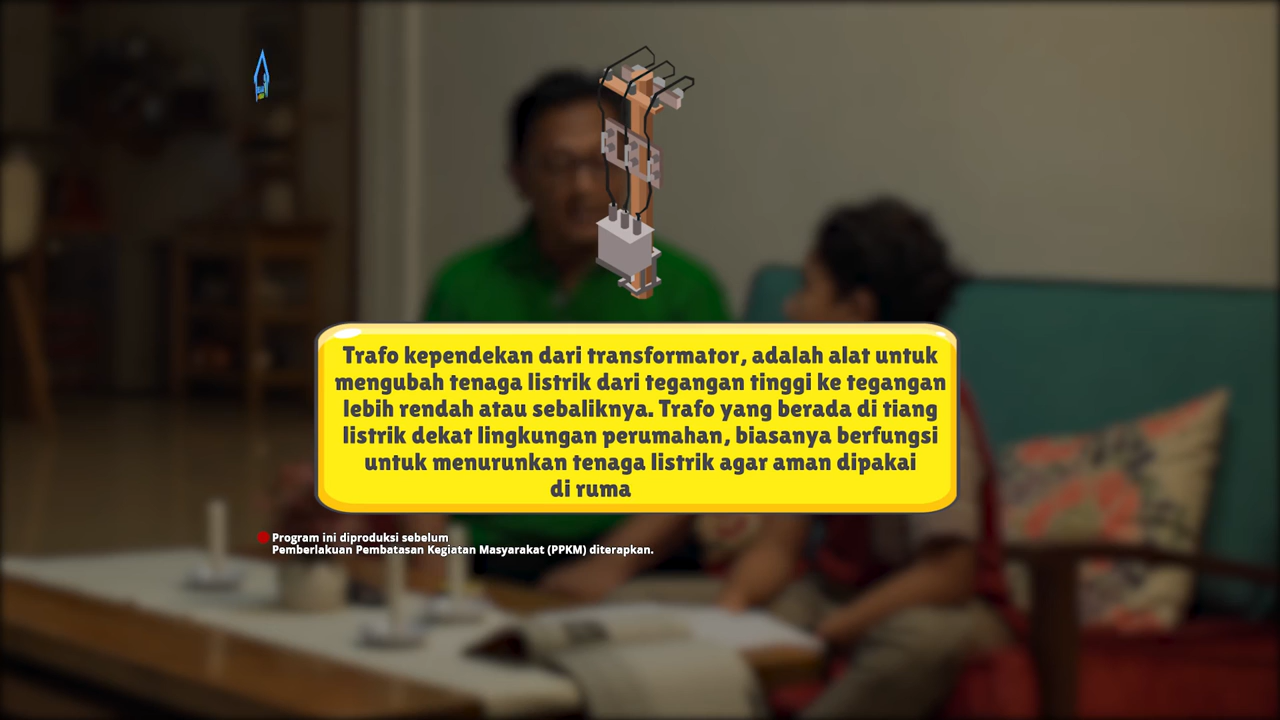 Trafo kependekan dari transformator, adalah alat untuk
mengubah tenaga listrik dari tegangan tinggi ke tegangan
lebih rendah atau sebaliknya. Trafo yang berada di tiang
listrik dekat lingkungan perumahan, biasanya berfungsi
untuk menurunkan tenaga listrik agar aman dipakai
di ruma
Program ini diproduksi sebelum
Pemberlakuan Pembatasan Kegiatan Masyarakat (PPKM) diterapkan.